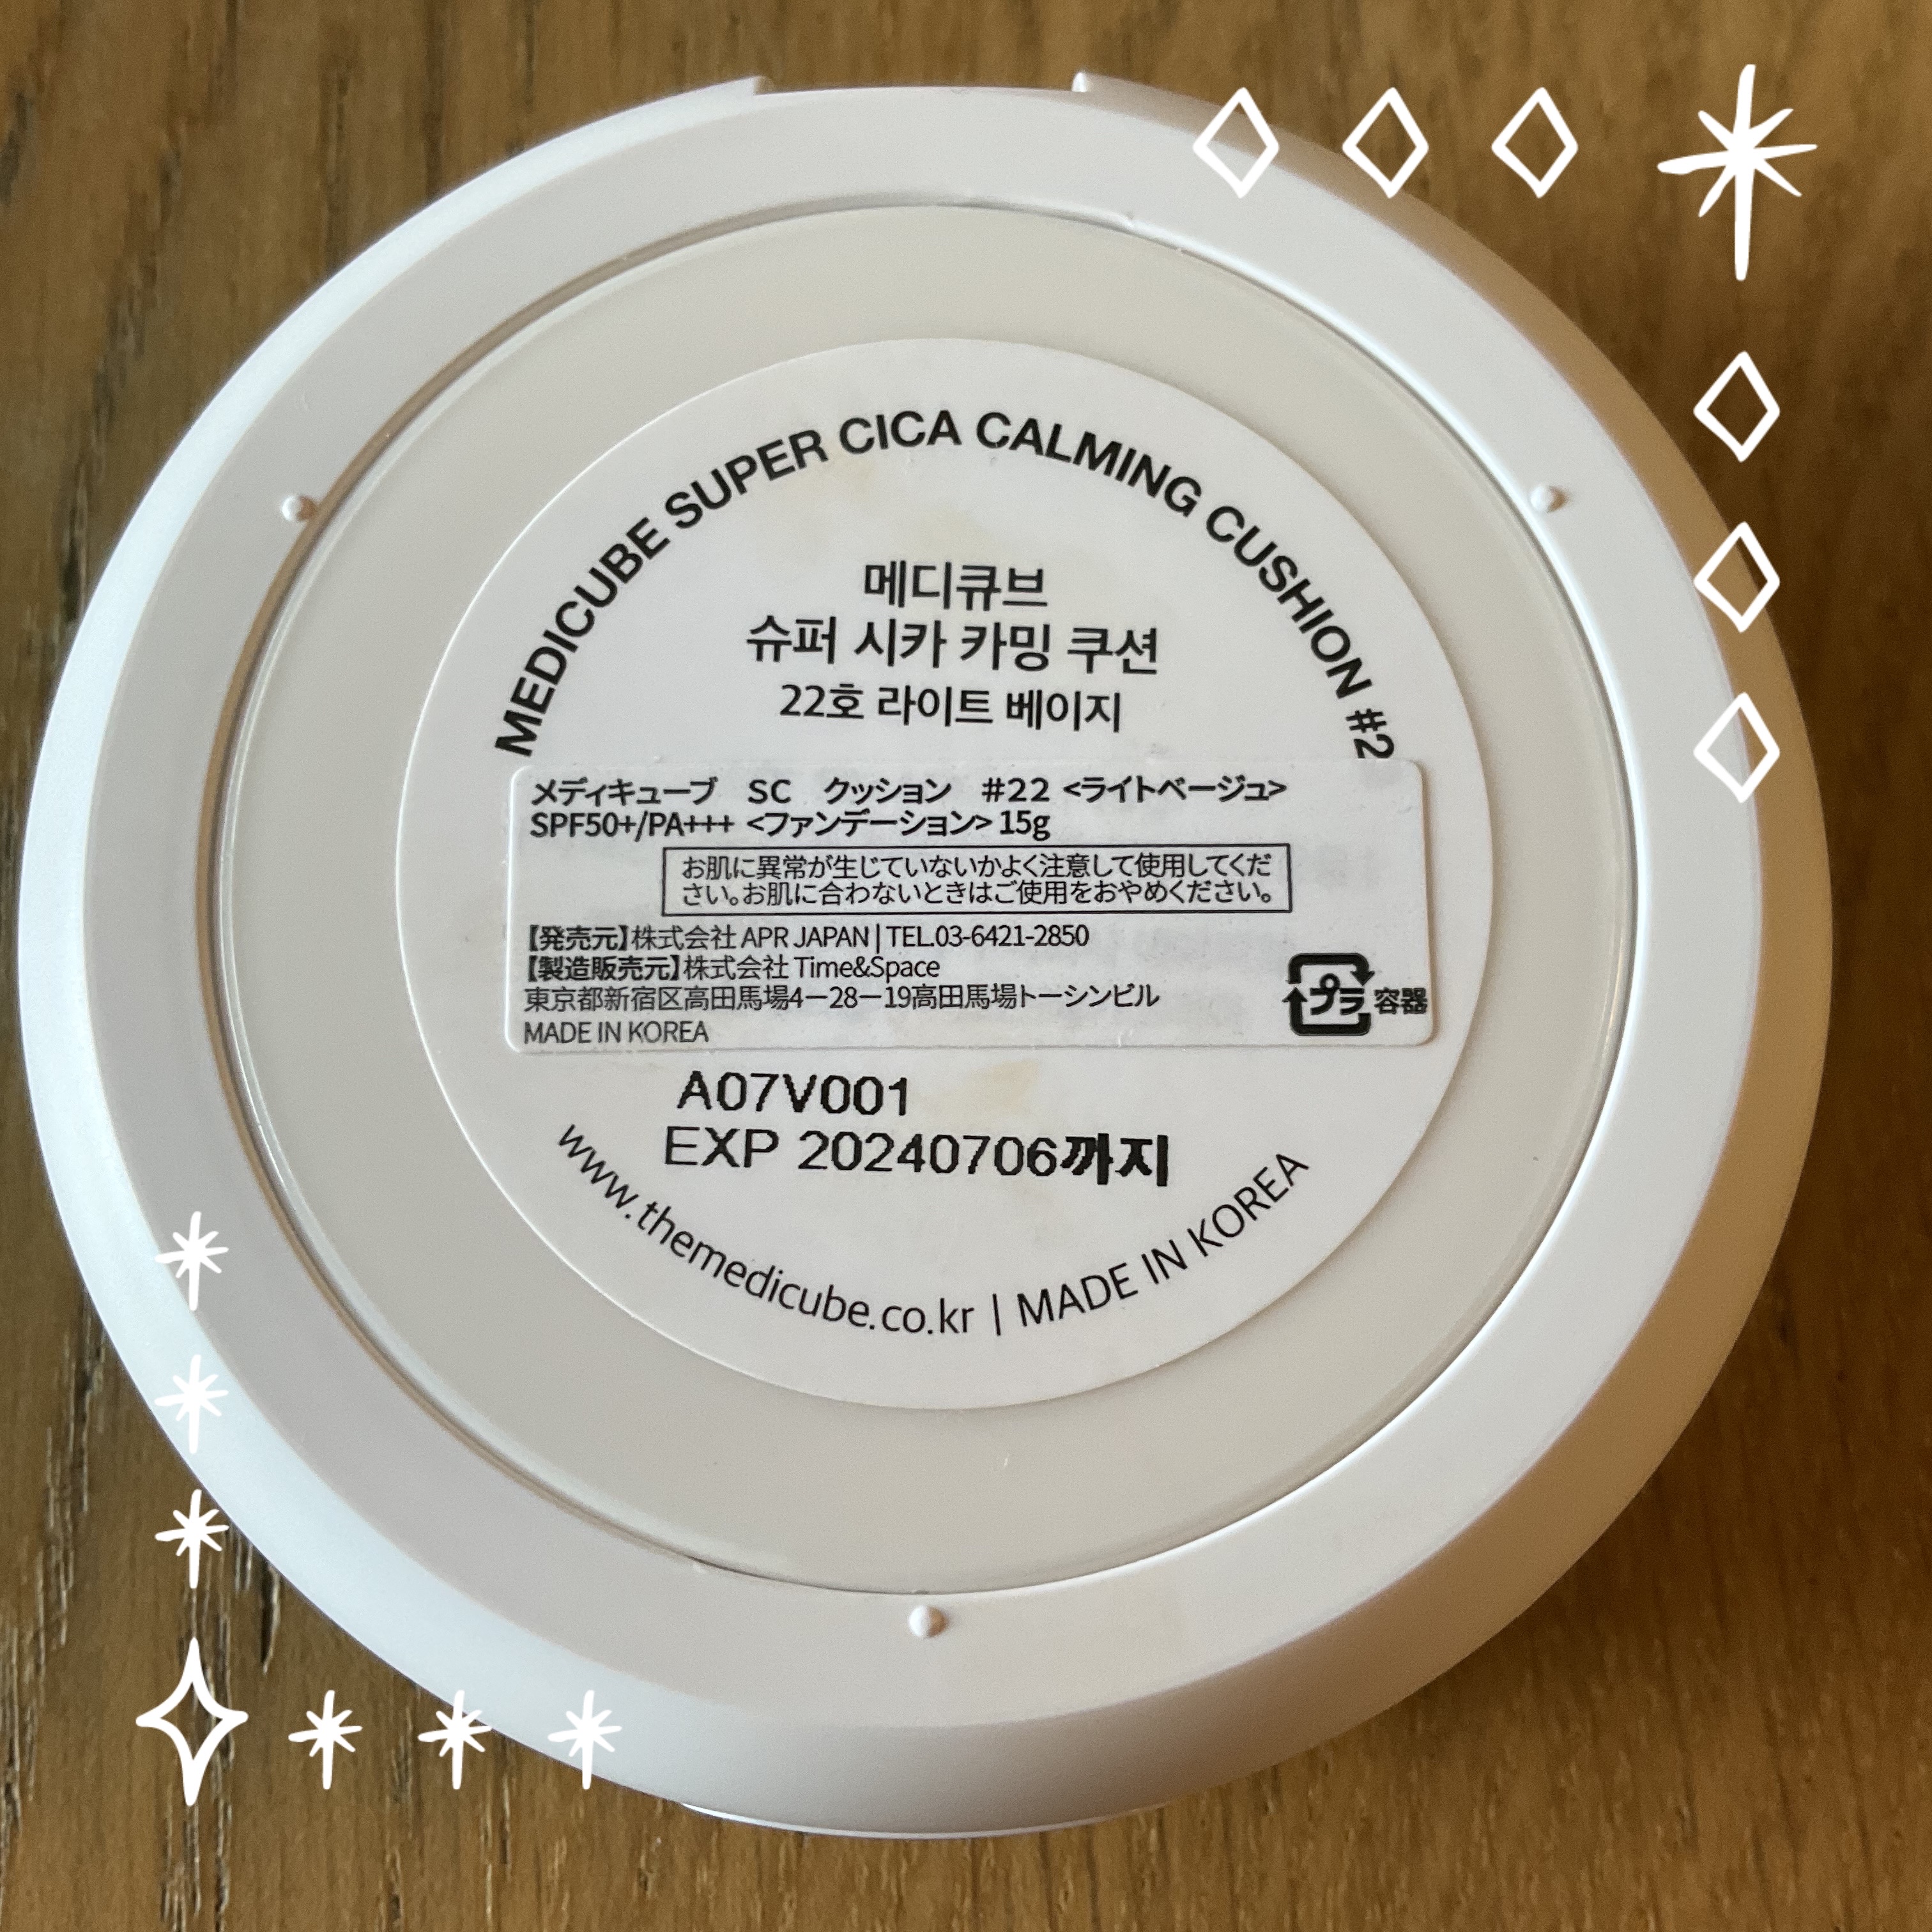 MEDICUBE SUPER CICA CALMING CUSHION #2
메디큐브
슈퍼 시카 카밍 쿠션
22호 라이트 베이지
メディキューブ　SC　クッション　#22 <ライトベージュ>
SPF50+/PA+++ <ファンデーション> 15g
お肌に異常が生じていないかよく注意して使用してくだ
さい。お肌に合わないときはご使用をおやめください。
【発売元】株式会社 APR JAPAN | TEL.03-6421-2850
【製造販売元】株式会社 Time&Space
東京都新宿区高田馬場4-28-19高田馬場トーシンビル
MADE IN KOREA
プラ 容器
A07V001
EXP 20240706까지
www.themedicube.co.kr | MADE IN KOREA